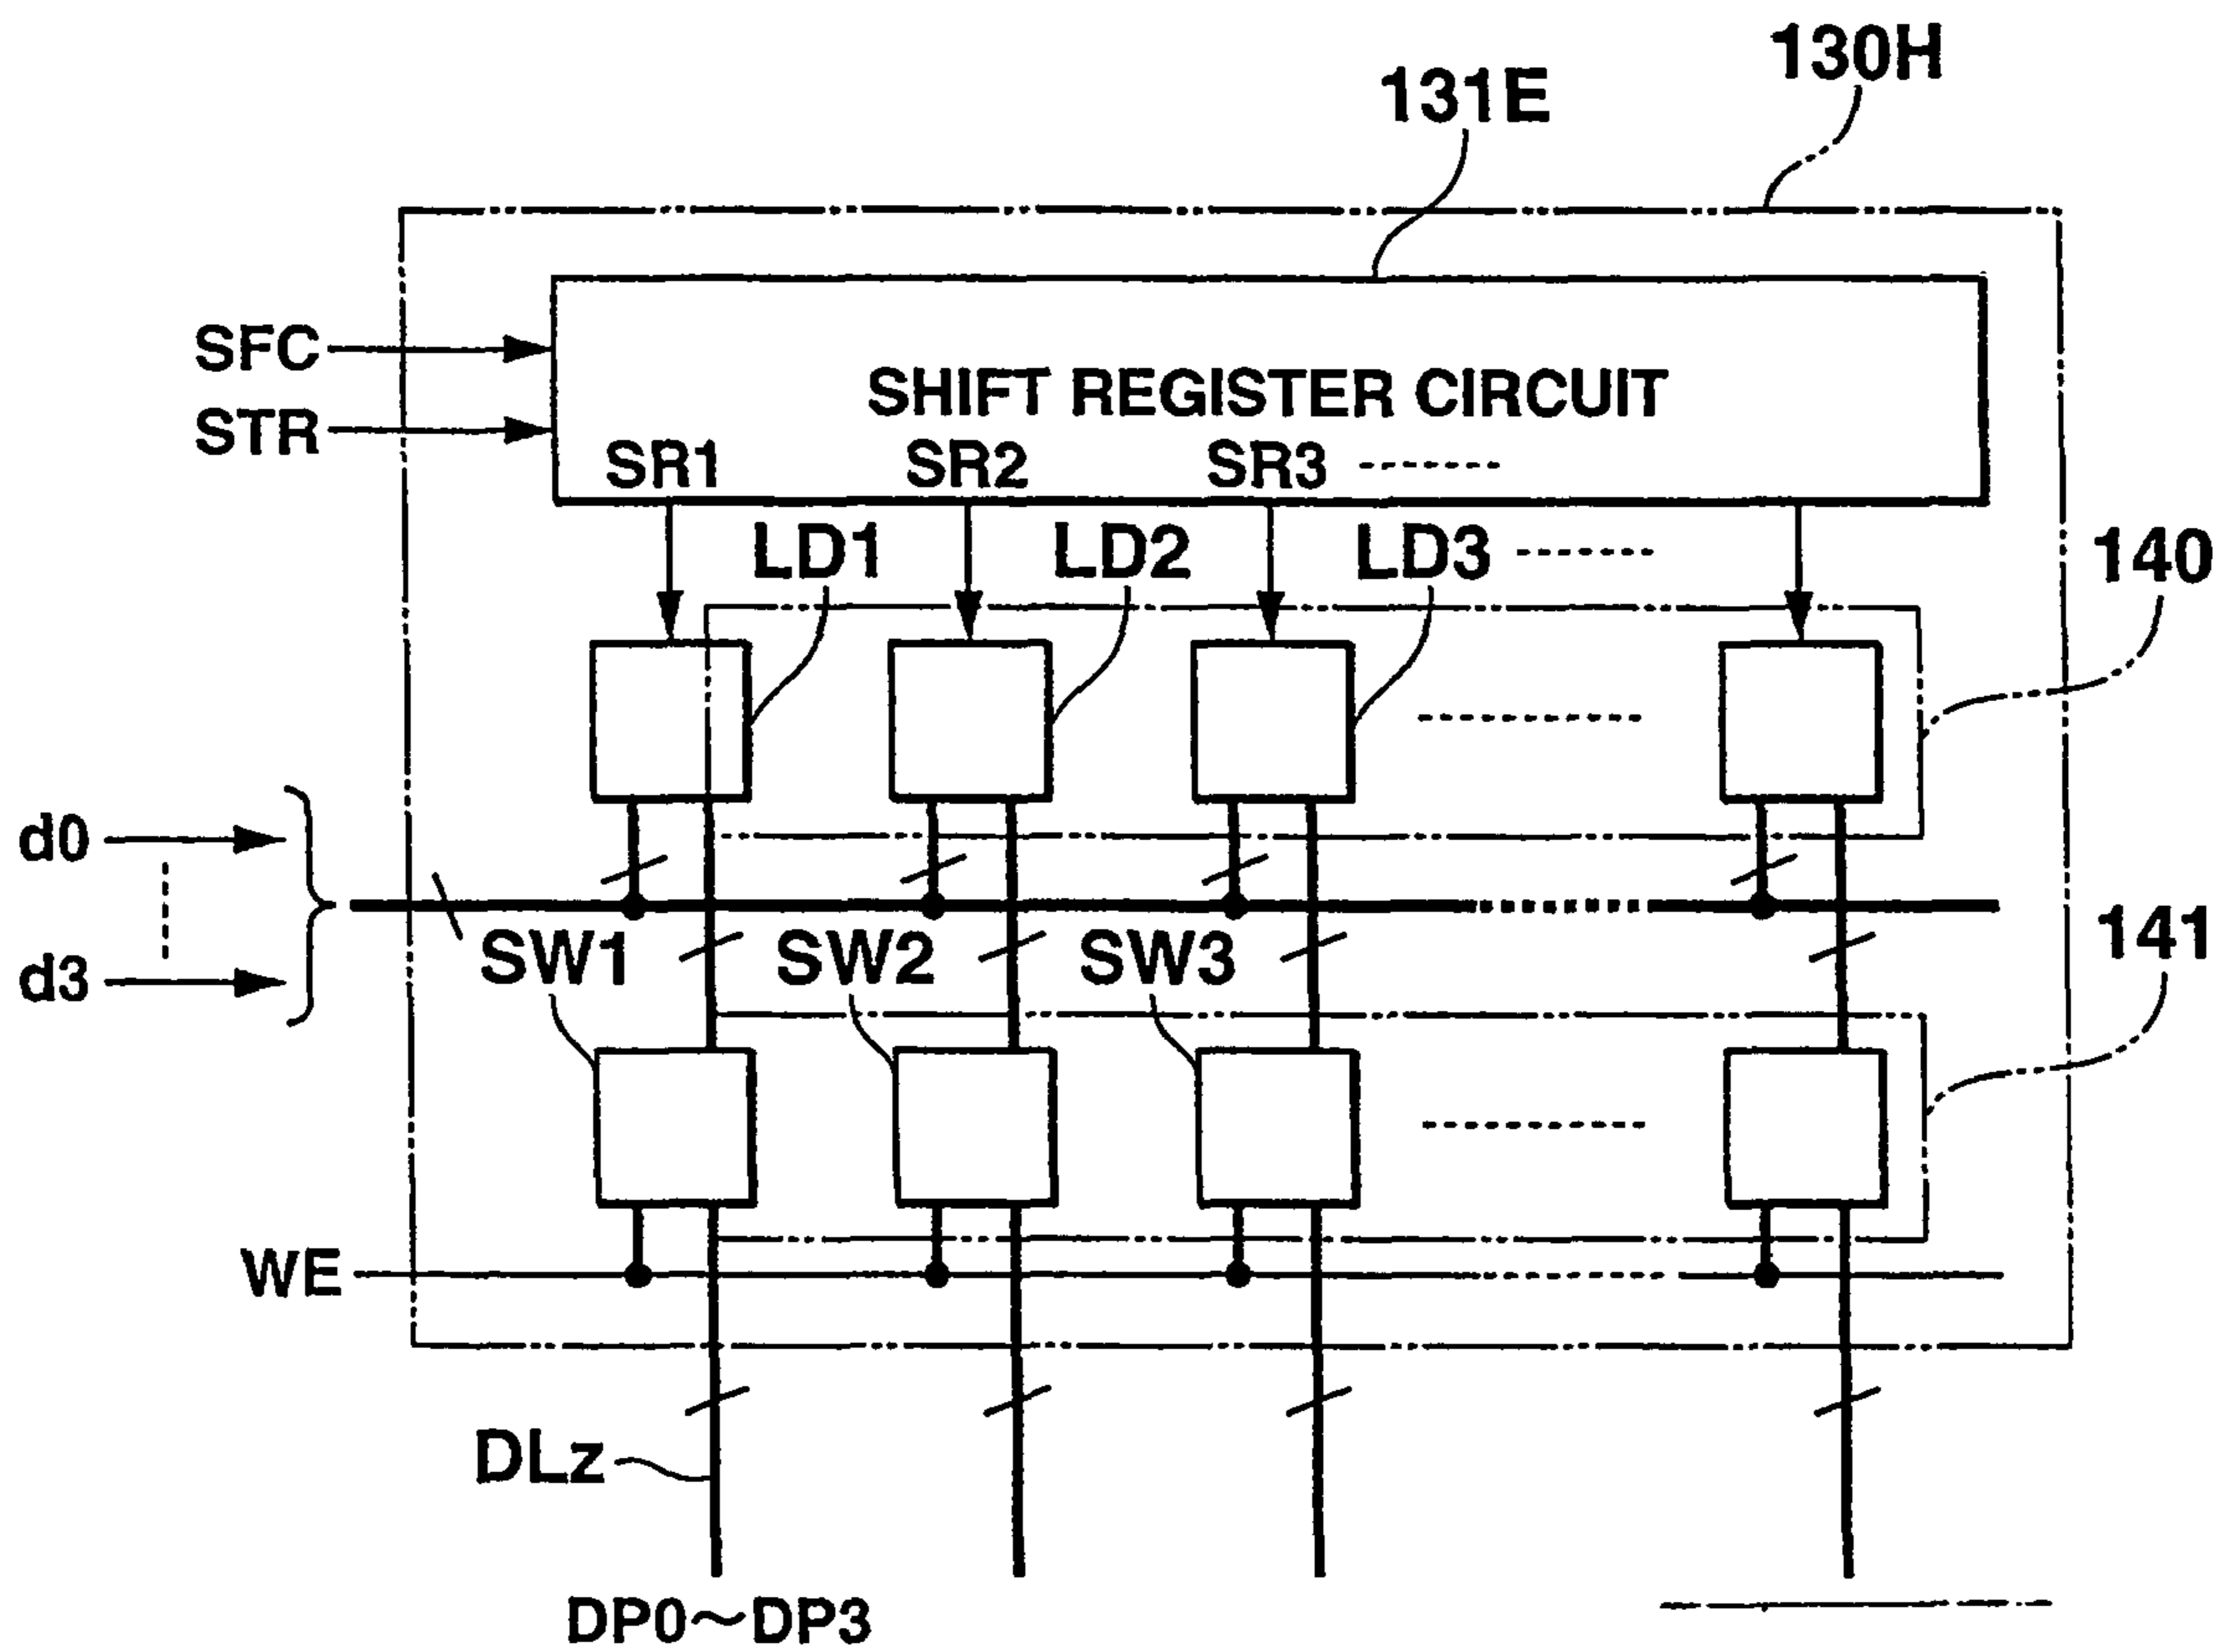 130H
131E
SFC
STR
SHIFT REGISTER CIRCUIT
SR1 SR2 SR3
LD1 LD2 LD3
140
d0
d3
SW1 SW2 SW3
141
WE
DLz
DP0~DP3